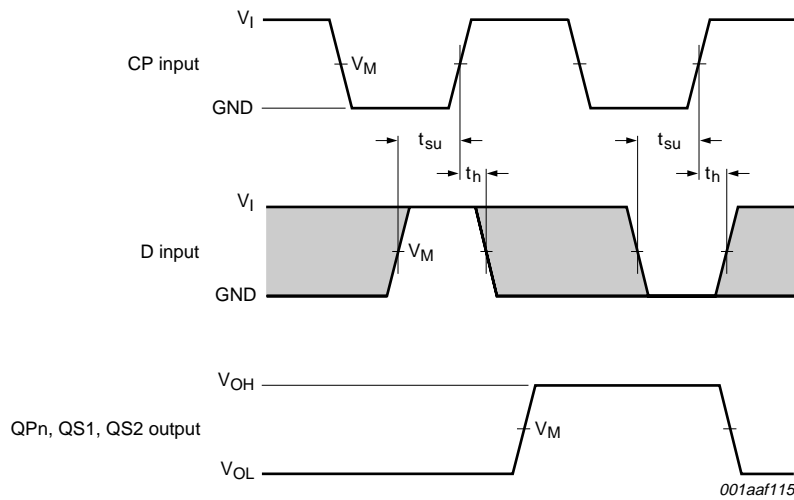 V_I
CP input
V_M
GND
t_su
t_su
t_h
t_h
V_I
D input
V_M
GND
V_OH
QPn, QS1, QS2 output
V_M
V_OL
001aaf115